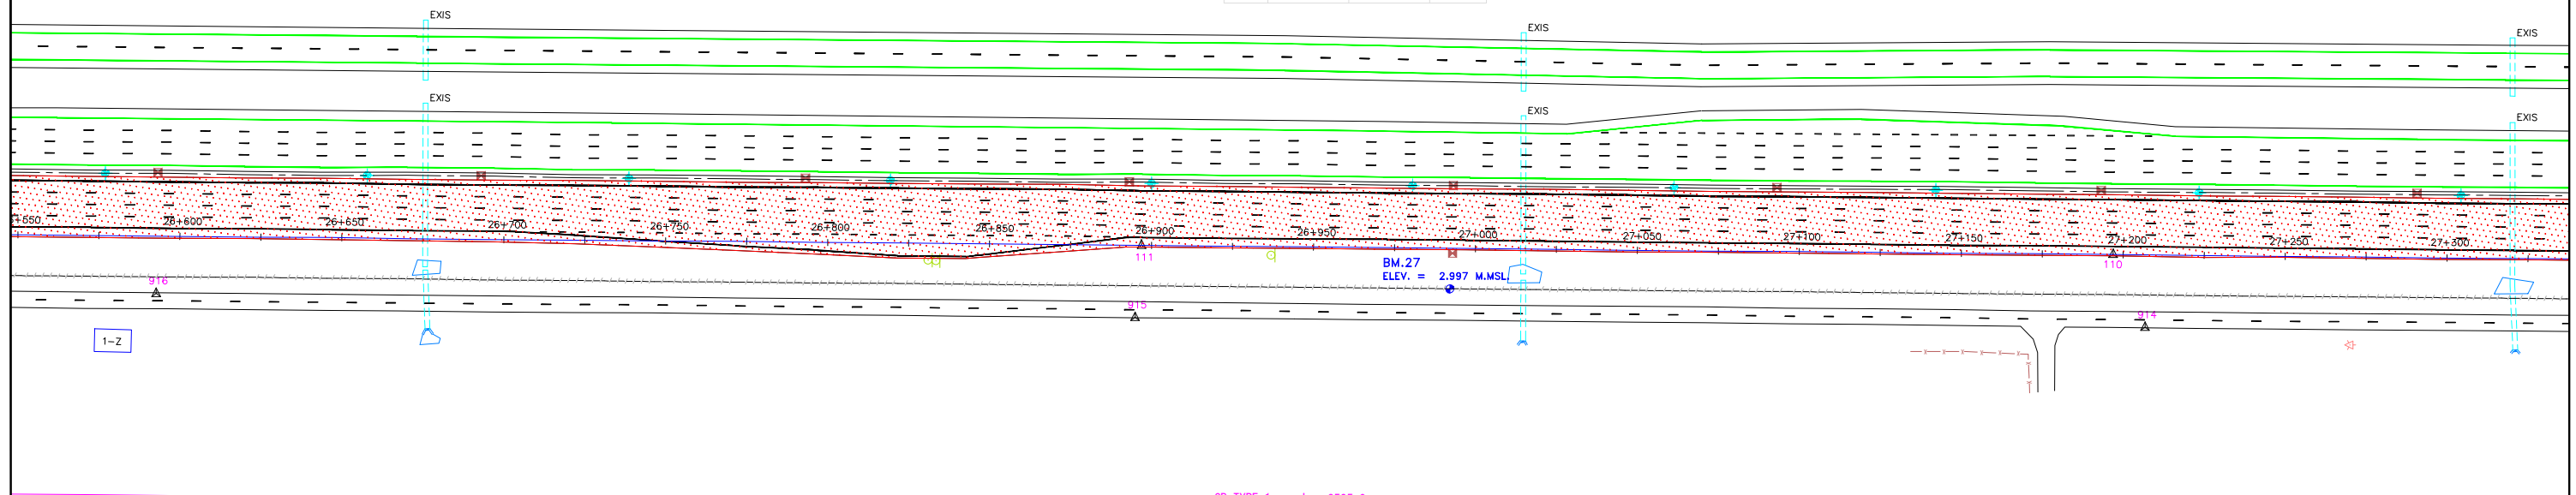 EXIS
EXIS
EXIS
EXIS
EXIS
EXIS
26+600
26+650
26+700
26+750
26+800
26+850
26+900
26+950
27+000
27+050
27+100
27+150
27+200
27+250
27+300
111
110
BM.27
ELEV. = 2.997 M.MSL.
916
915
914
1-Z